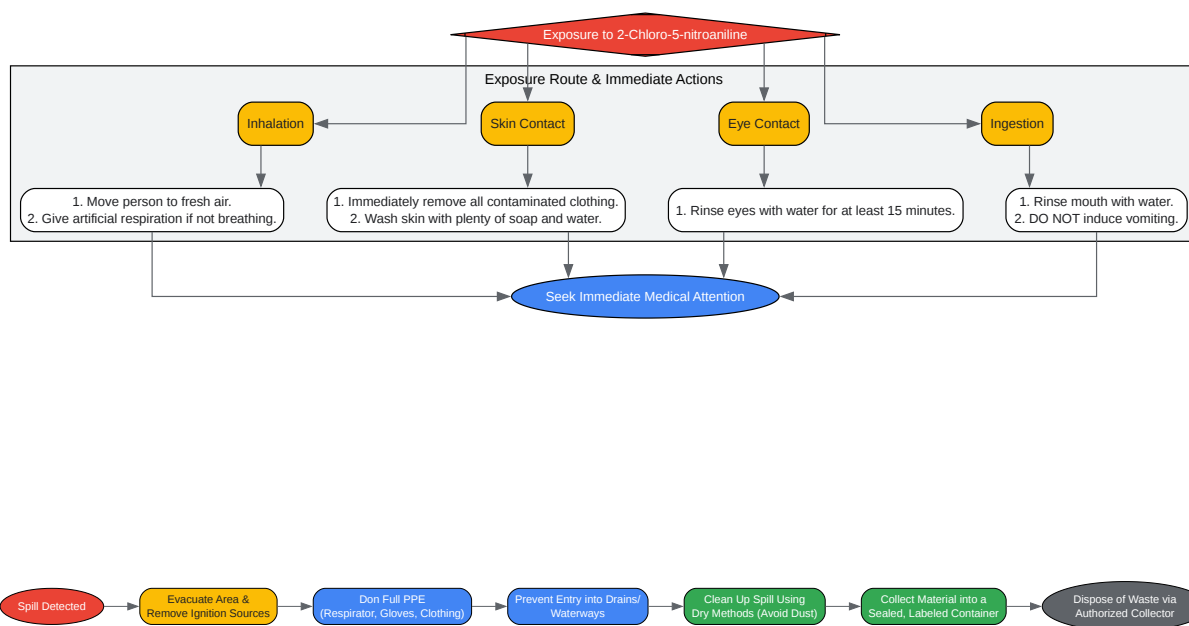 Exposure to 2-Chloro-5-nitroaniline
Exposure Route & Immediate Actions
Inhalation
Skin Contact
Eye Contact
Ingestion
1. Move person to fresh air.
2. Give artificial respiration if not breathing.
1. Immediately remove all contaminated clothing.
2. Wash skin with plenty of soap and water.
1. Rinse eyes with water for at least 15 minutes.
1. Rinse mouth with water.
2. DO NOT induce vomiting.
Seek Immediate Medical Attention
Spill Detected
Evacuate Area &
Remove Ignition Sources
Don Full PPE
(Respirator, Gloves, Clothing)
Prevent Entry into Drains/
Waterways
Clean Up Spill Using
Dry Methods (Avoid Dust)
Collect Material into a
Sealed, Labeled Container
Dispose of Waste via
Authorized Collector